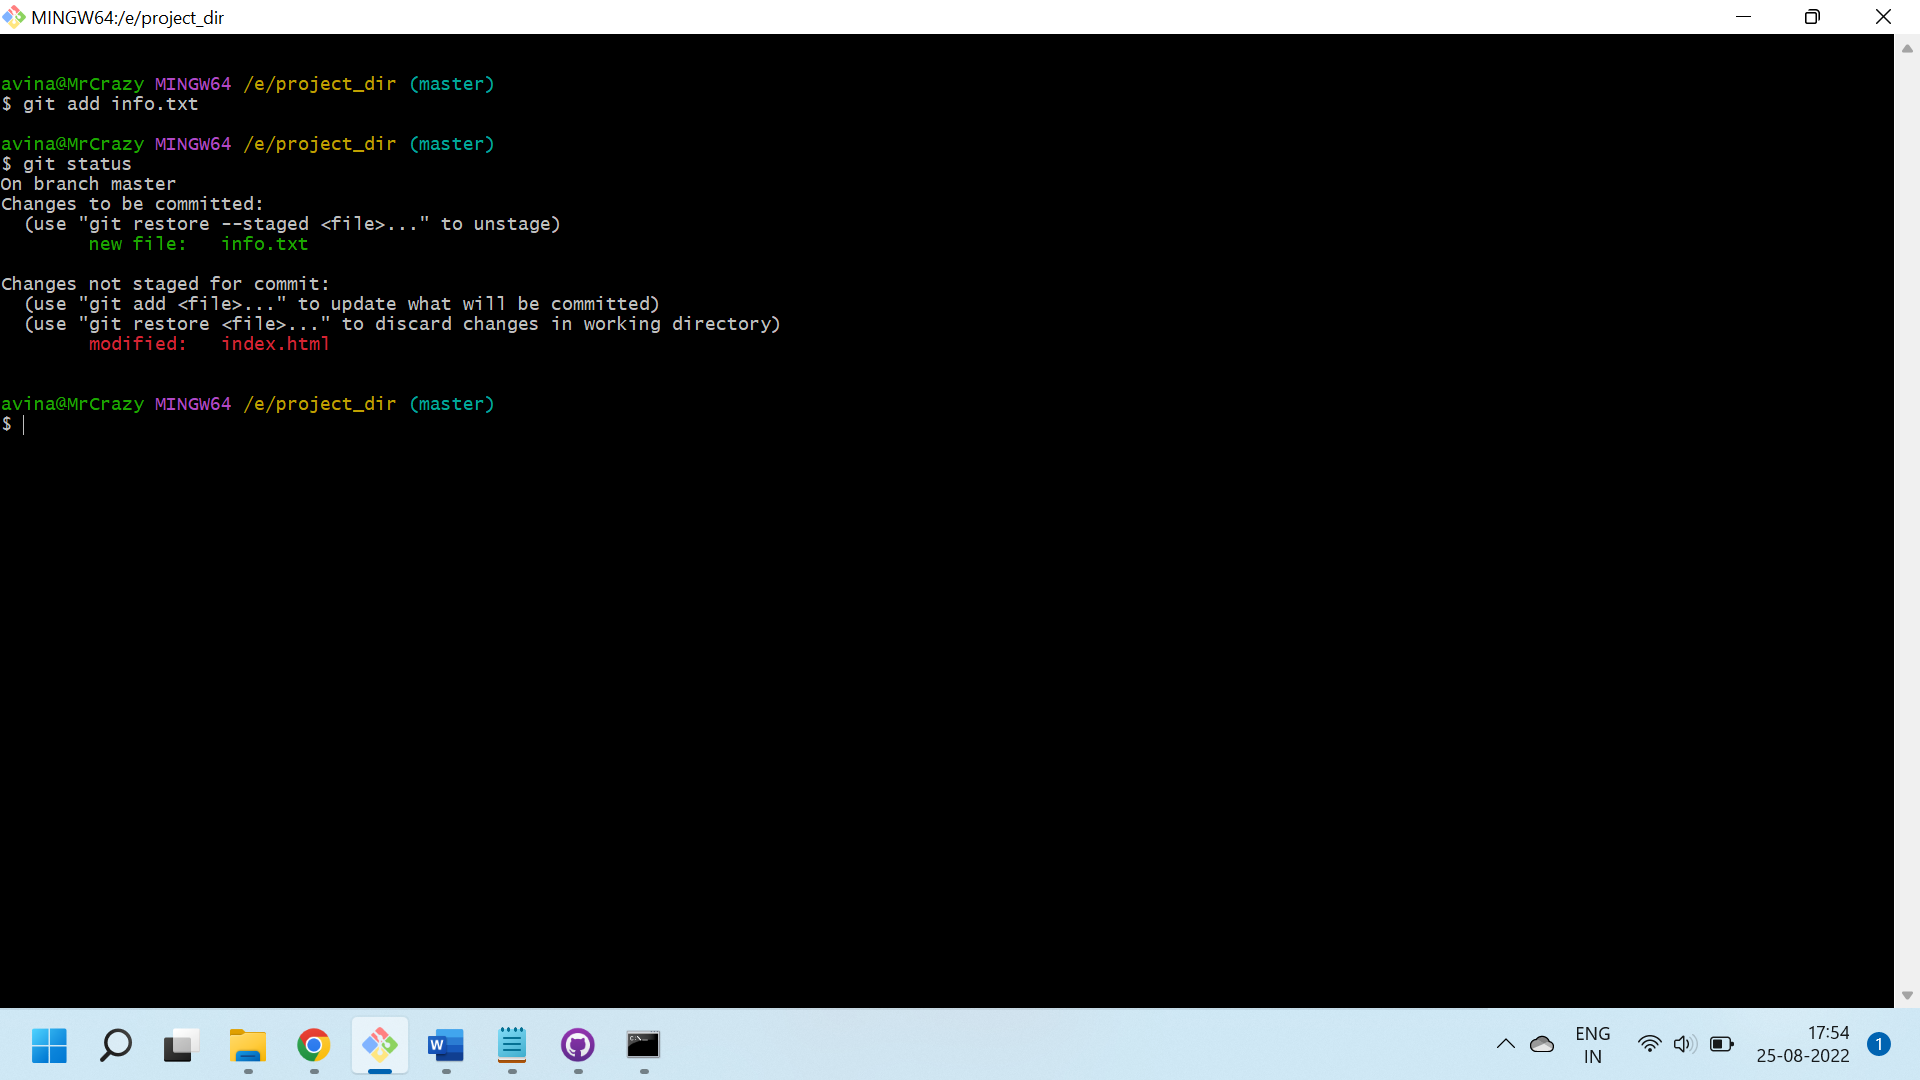 MINGW64:/e/project_dir
avina@MrCrazy MINGW64 /e/project_dir (master)
$ git add info.txt
avina@MrCrazy MINGW64 /e/project_dir (master)
$ git status
On branch master
Changes to be committed:
  (use "git restore --staged <file>..." to unstage)
        new file:   info.txt
Changes not staged for commit:
  (use "git add <file>..." to update what will be committed)
  (use "git restore <file>..." to discard changes in working directory)
        modified:   index.html
avina@MrCrazy MINGW64 /e/project_dir (master)
$
W
C:\_
ENG
IN
17:54
25-08-2022
1